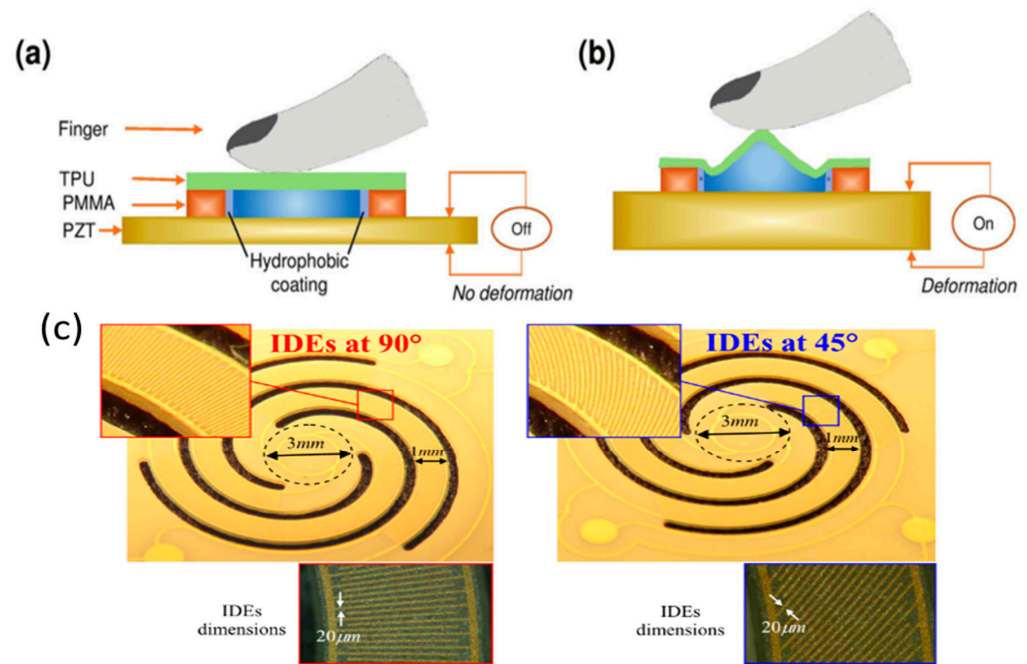 (a)
Finger
TPU
PMMA
PZT
Hydrophobic
coating
Off
No deformation
(b)
On
Deformation
(c)
IDEs at 90°
3mm
1mm
IDEs
dimensions
20μm
IDEs at 45°
3mm
1mm
IDEs
dimensions
20μm